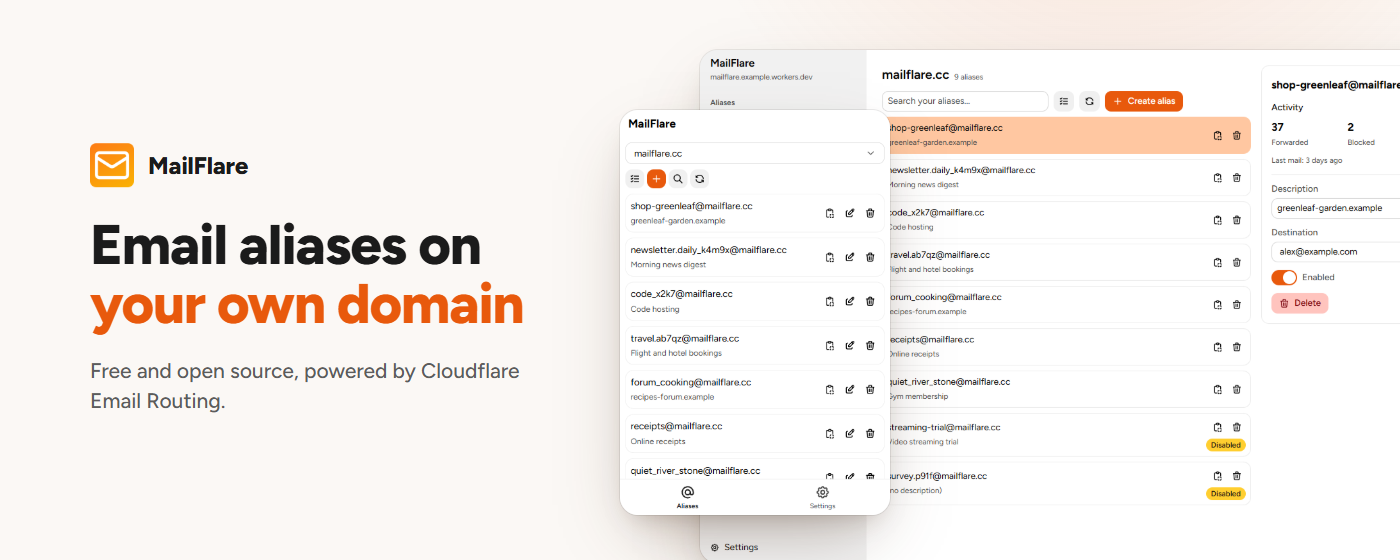 MailFlare
Email aliases on
your own domain
Free and open source, powered by Cloudflare
Email Routing.
MailFlare
mailflare.example.workers.dev
Aliases
Settings
MailFlare
mailflare.cc
shop-greenleaf@mailflare.cc
greenleaf-garden.example
newsletter.daily_k4m9x@mailflare.cc
Morning news digest
code_x2k7@mailflare.cc
Code hosting
travel.ab7qz@mailflare.cc
Flight and hotel bookings
forum_cooking@mailflare.cc
recipes-forum.example
receipts@mailflare.cc
Online receipts
quiet_river_stone@mailflare.cc
Aliases
Settings
mailflare.cc 9 aliases
Search your aliases...
Create alias
shop-greenleaf@mailflare.cc
greenleaf-garden.example
newsletter.daily_k4m9x@mailflare.cc
Morning news digest
code_x2k7@mailflare.cc
Code hosting
travel.ab7qz@mailflare.cc
Flight and hotel bookings
forum_cooking@mailflare.cc
recipes-forum.example
receipts@mailflare.cc
Online receipts
quiet_river_stone@mailflare.cc
Gym membership
streaming-trial@mailflare.cc
Video streaming trial
Disabled
survey.p91f@mailflare.cc
(no description)
Disabled
shop-greenleaf@mailflare
Activity
37
Forwarded
2
Blocked
Last mail: 3 days ago
Description
greenleaf-garden.example
Destination
alex@example.com
Enabled
Delete